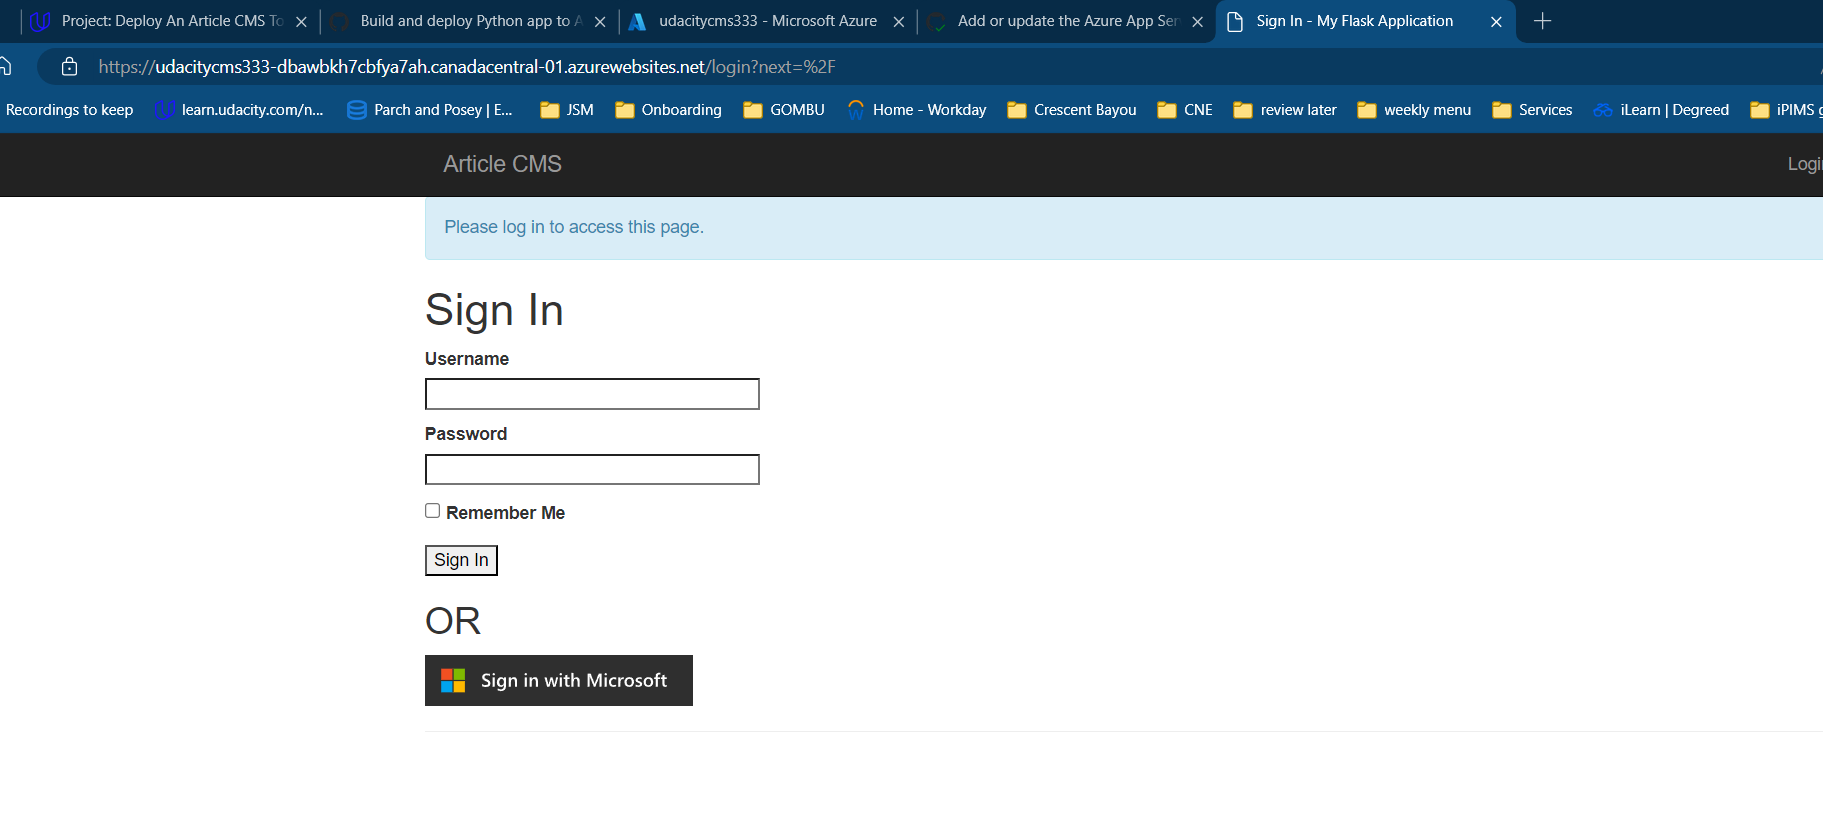 Project: Deploy An Article CMS To
Build and deploy Python app to A
udacitycms333 - Microsoft Azure
Add or update the Azure App Ser
Sign In - My Flask Application
https://udacitycms333-dbawbkh7cbfya7ah.canadacentral-01.azurewebsites.net/login?next=%2F
Recordings to keep
learn.udacity.com/n...
Parch and Posey | E...
JSM
Onboarding
GOMBU
Home - Workday
Crescent Bayou
CNE
review later
weekly menu
Services
iLearn | Degreed
iPIMS g
Article CMS
Login
Please log in to access this page.
Sign In
Username
Password
Remember Me
Sign In
OR
Sign in with Microsoft